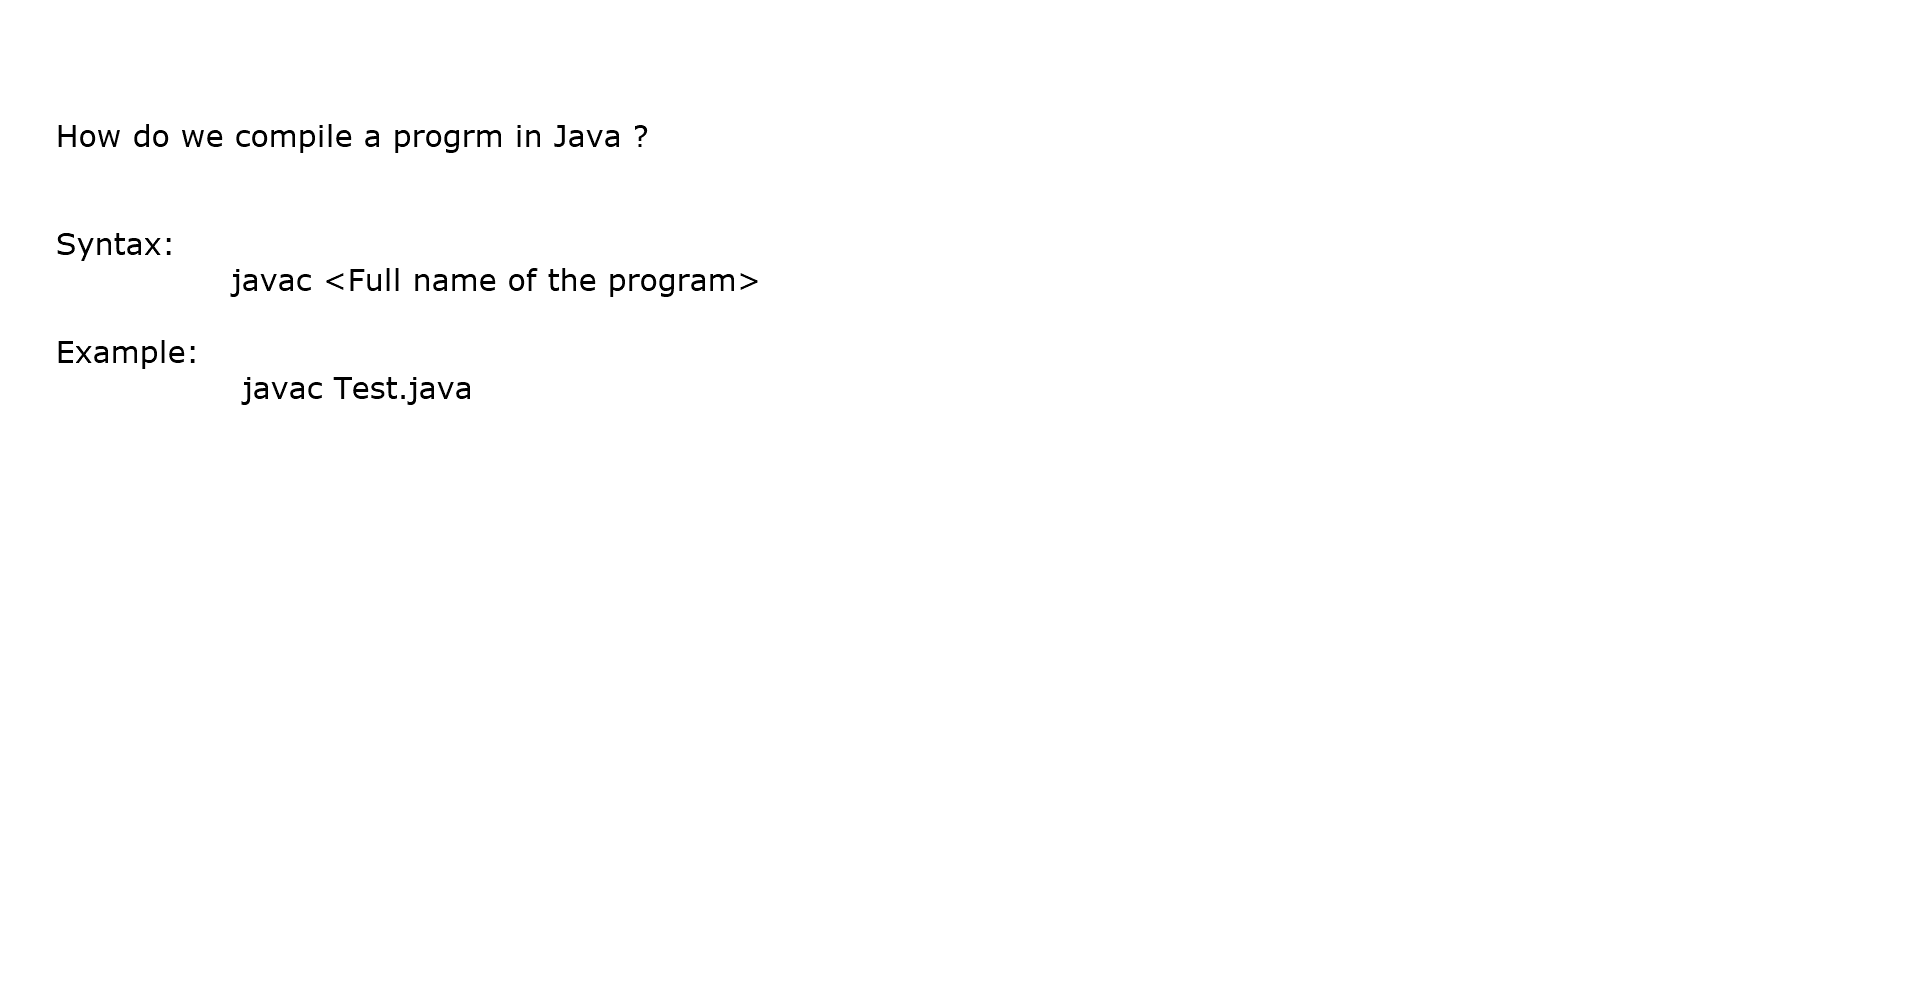 How do we compile a progrm in Java ?
Syntax:
javac <Full name of the program>
Example:
javac Test.java